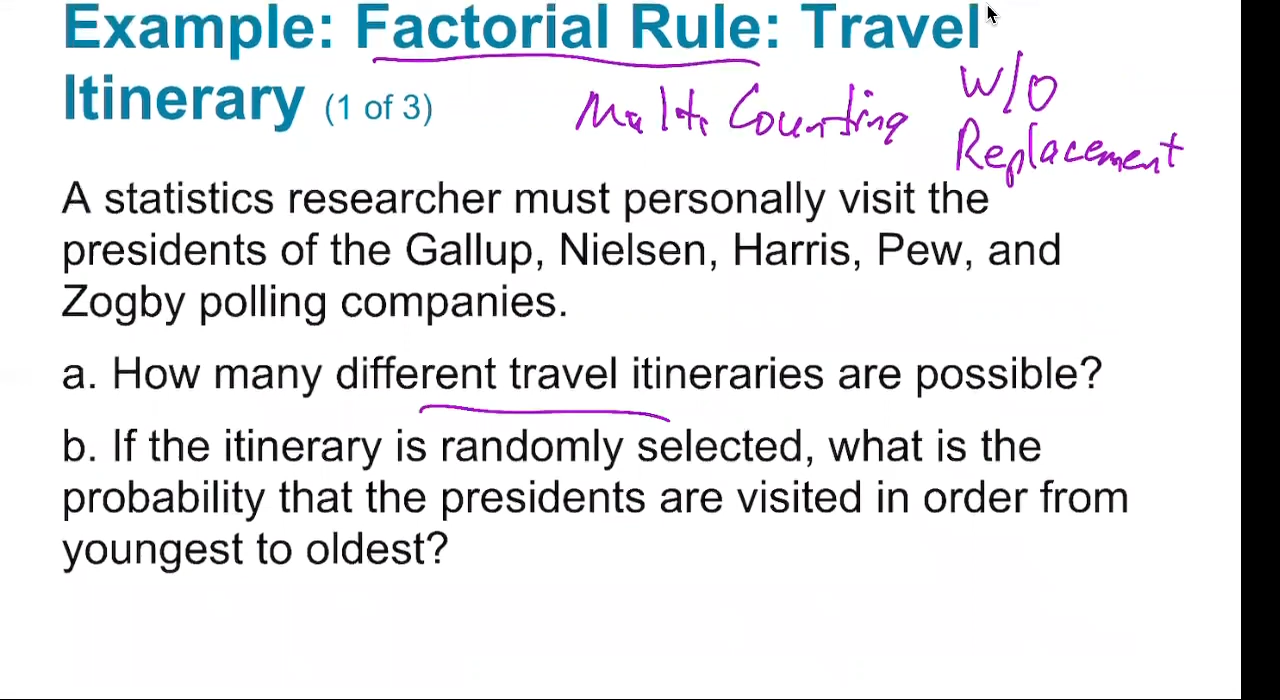 Example: Factorial Rule: Travel
Itinerary (1 of 3)
Multi Counting
W/O
Replacement
A statistics researcher must personally visit the
presidents of the Gallup, Nielsen, Harris, Pew, and
Zogby polling companies.
a. How many different travel itineraries are possible?
b. If the itinerary is randomly selected, what is the
probability that the presidents are visited in order from
youngest to oldest?